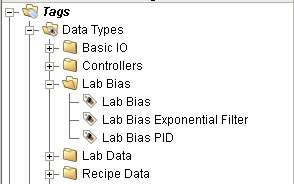 Tags
Data Types
Basic IO
Controllers
Lab Bias
Lab Bias
Lab Bias Exponential Filter
Lab Bias PID
Lab Data
Recipe Data